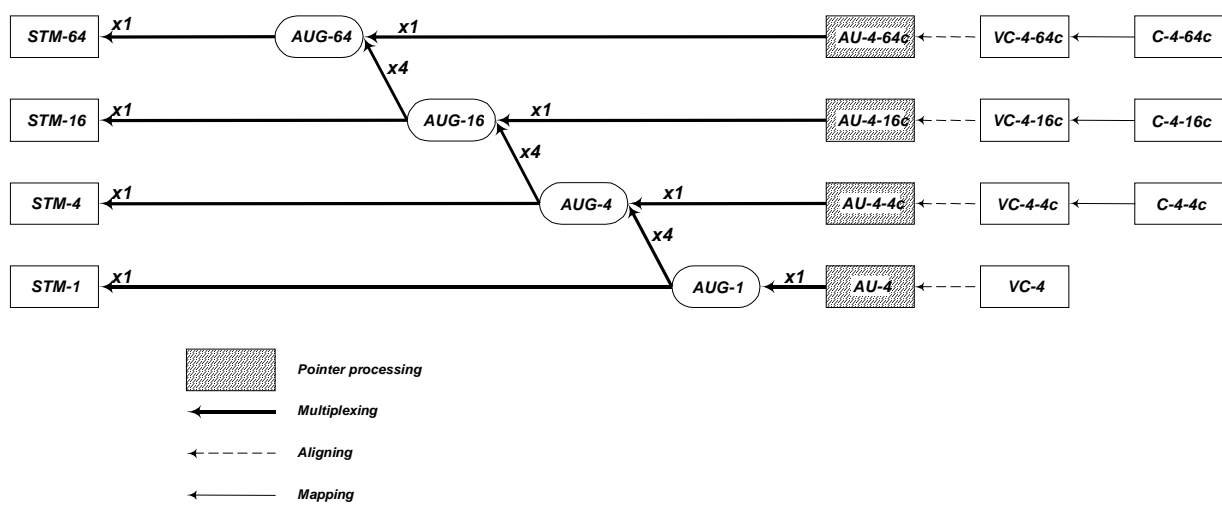 STM-64 x1 AUG-64 x1 AU-4-64c VC-4-64c C-4-64c
x4
STM-16 x1 AUG-16 x1 AU-4-16c VC-4-16c C-4-16c
x4
STM-4 x1 AUG-4 x1 AU-4-4c VC-4-4c C-4-4c
x4
STM-1 x1 AUG-1 x1 AU-4 VC-4
Pointer processing
Multiplexing
Aligning
Mapping